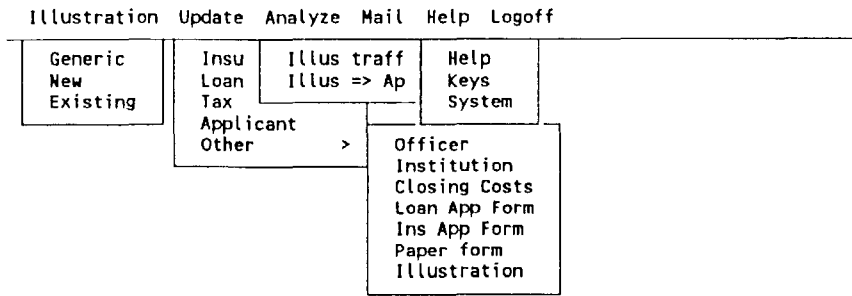 Illustration Update Analyze Mail Help Logoff
Generic
New
Existing
Insu
Loan
Tax
Applicant
Other >
Illus traff
Illus => Ap
Help
Keys
System
Officer
Institution
Closing Costs
Loan App Form
Ins App Form
Paper form
Illustration